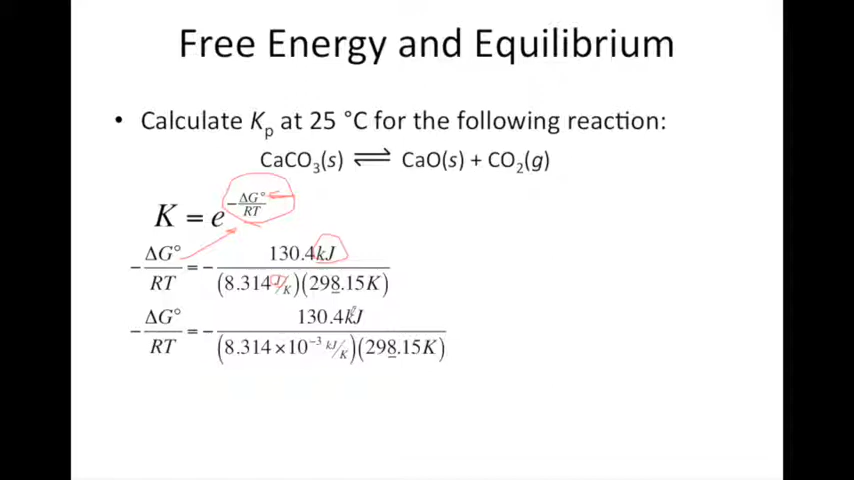 Free Energy and Equilibrium
• Calculate Kp at 25 °C for the following reaction:
CaCO₃(s) ⇌ CaO(s) + CO₂(g)
K = e^(−ΔG°/RT)
−ΔG°/RT = −130.4kJ/((8.314 J/K)(298.15K))
−ΔG°/RT = −130.4kJ/((8.314×10⁻³ kJ/K)(298.15K))